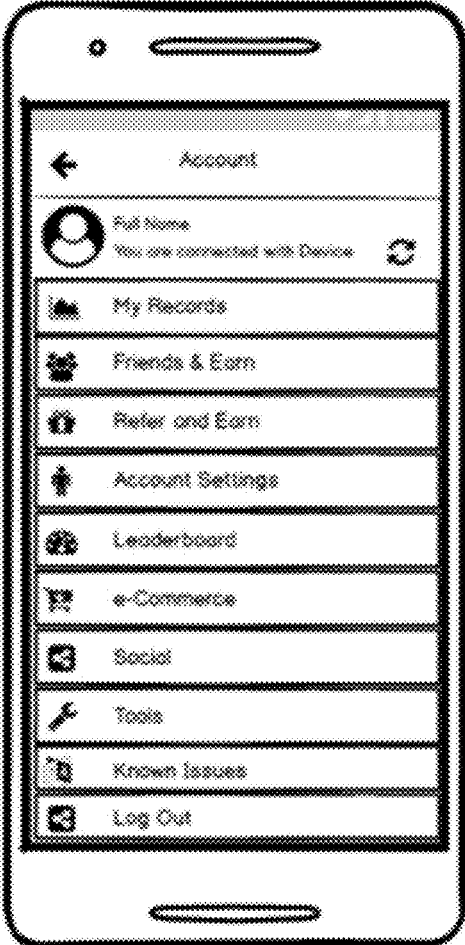 Account
Full Name
You are connected with Device
My Records
Friends & Earn
Refer and Earn
Account Settings
Leaderboard
e-Commerce
Social
Tools
Known Issues
Log Out